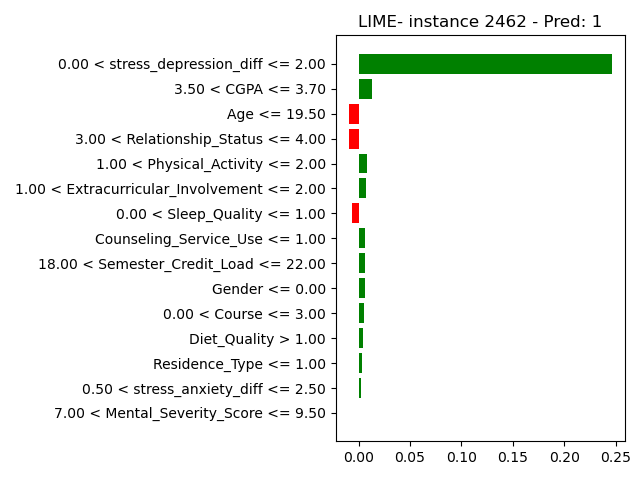 LIME- instance 2462 - Pred: 1
0.00 < stress_depression_diff <= 2.00
3.50 < CGPA <= 3.70
Age <= 19.50
3.00 < Relationship_Status <= 4.00
1.00 < Physical_Activity <= 2.00
1.00 < Extracurricular_Involvement <= 2.00
0.00 < Sleep_Quality <= 1.00
Counseling_Service_Use <= 1.00
18.00 < Semester_Credit_Load <= 22.00
Gender <= 0.00
0.00 < Course <= 3.00
Diet_Quality > 1.00
Residence_Type <= 1.00
0.50 < stress_anxiety_diff <= 2.50
7.00 < Mental_Severity_Score <= 9.50
0.00 0.05 0.10 0.15 0.20 0.25